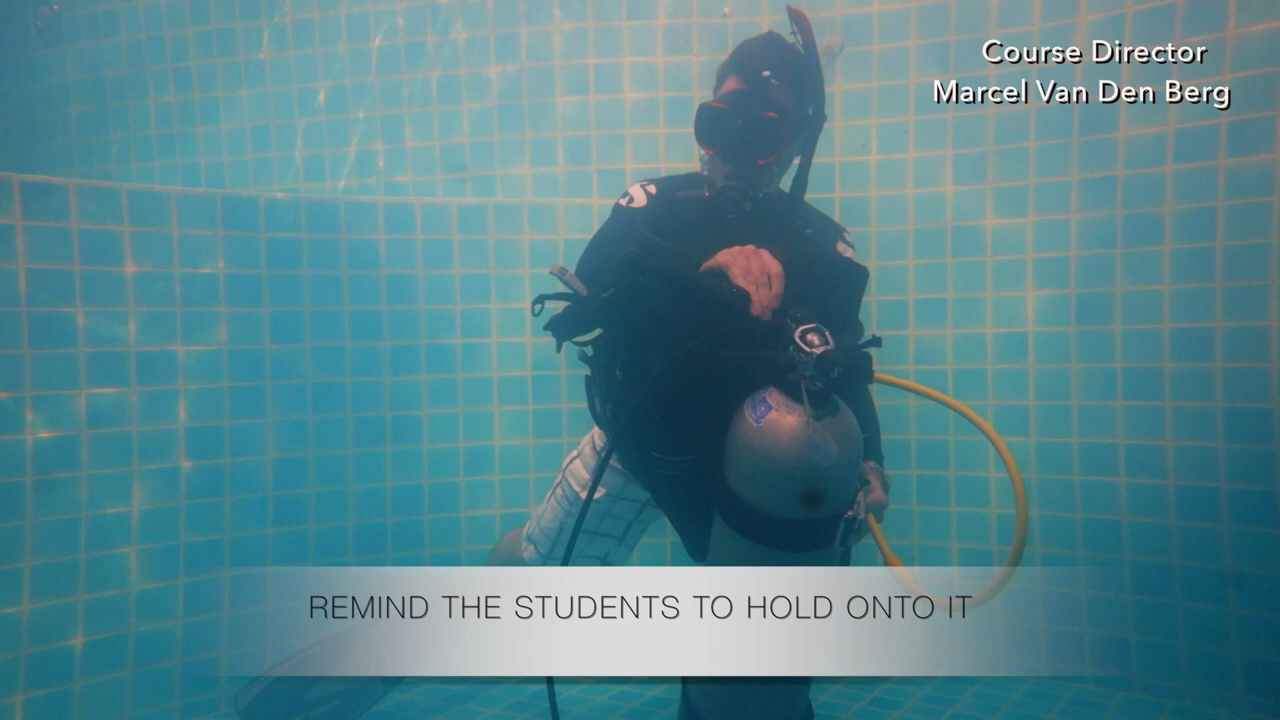 Course Director
Marcel Van Den Berg
REMIND THE STUDENTS TO HOLD ONTO IT